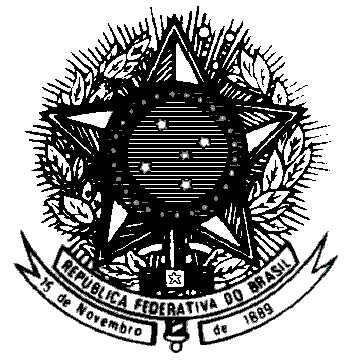 REPUBLICA FEDERATIVA DO BRASIL
15 de Novembro de 1889